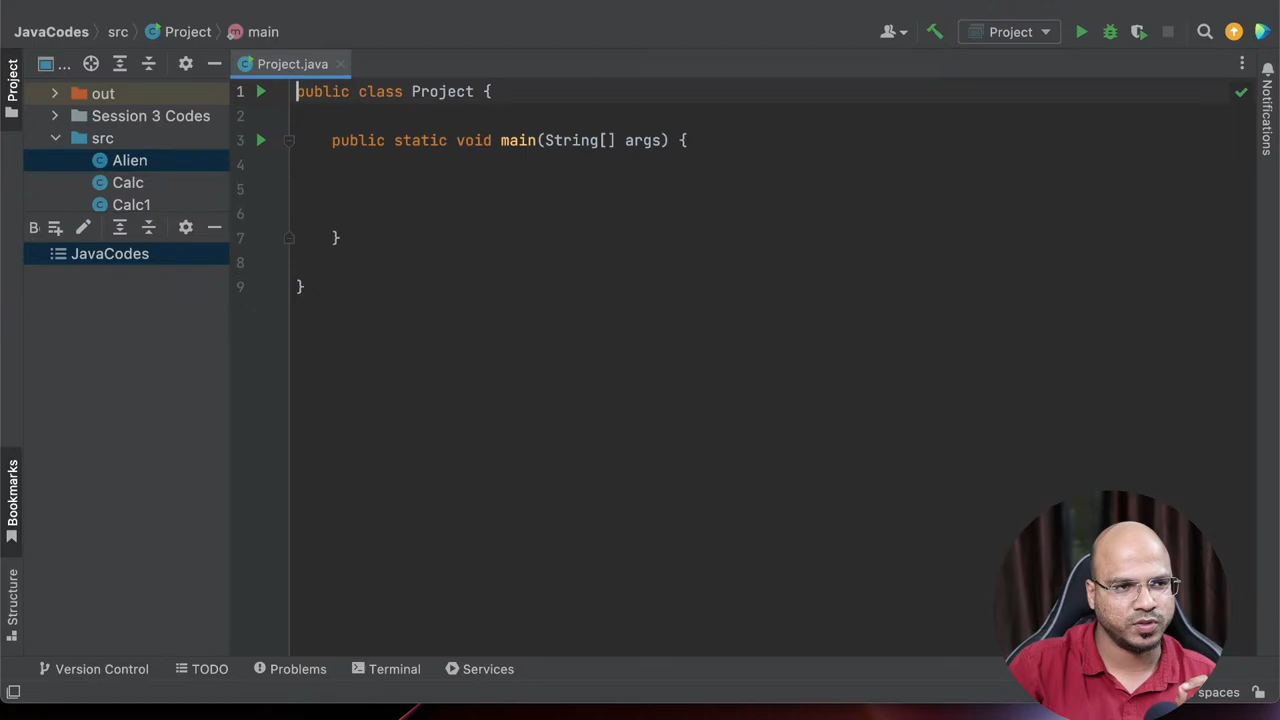 JavaCodes src Project main
Project
Project
...
Project.java
Notifications
out
Session 3 Codes
src
Alien
Calc
Calc1
B
JavaCodes
1 public class Project {
2
3 public static void main(String[] args) {
4
5
6
7 }
8
9 }
Bookmarks
Structure
Version Control TODO Problems Terminal Services
spaces